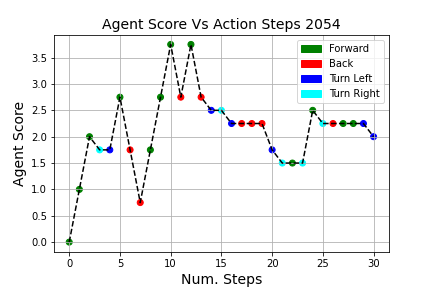 Agent Score Vs Action Steps 2054
Forward
Back
Turn Left
Turn Right
Agent Score
3.5
3.0
2.5
2.0
1.5
1.0
0.5
0.0
0 5 10 15 20 25 30
Num. Steps